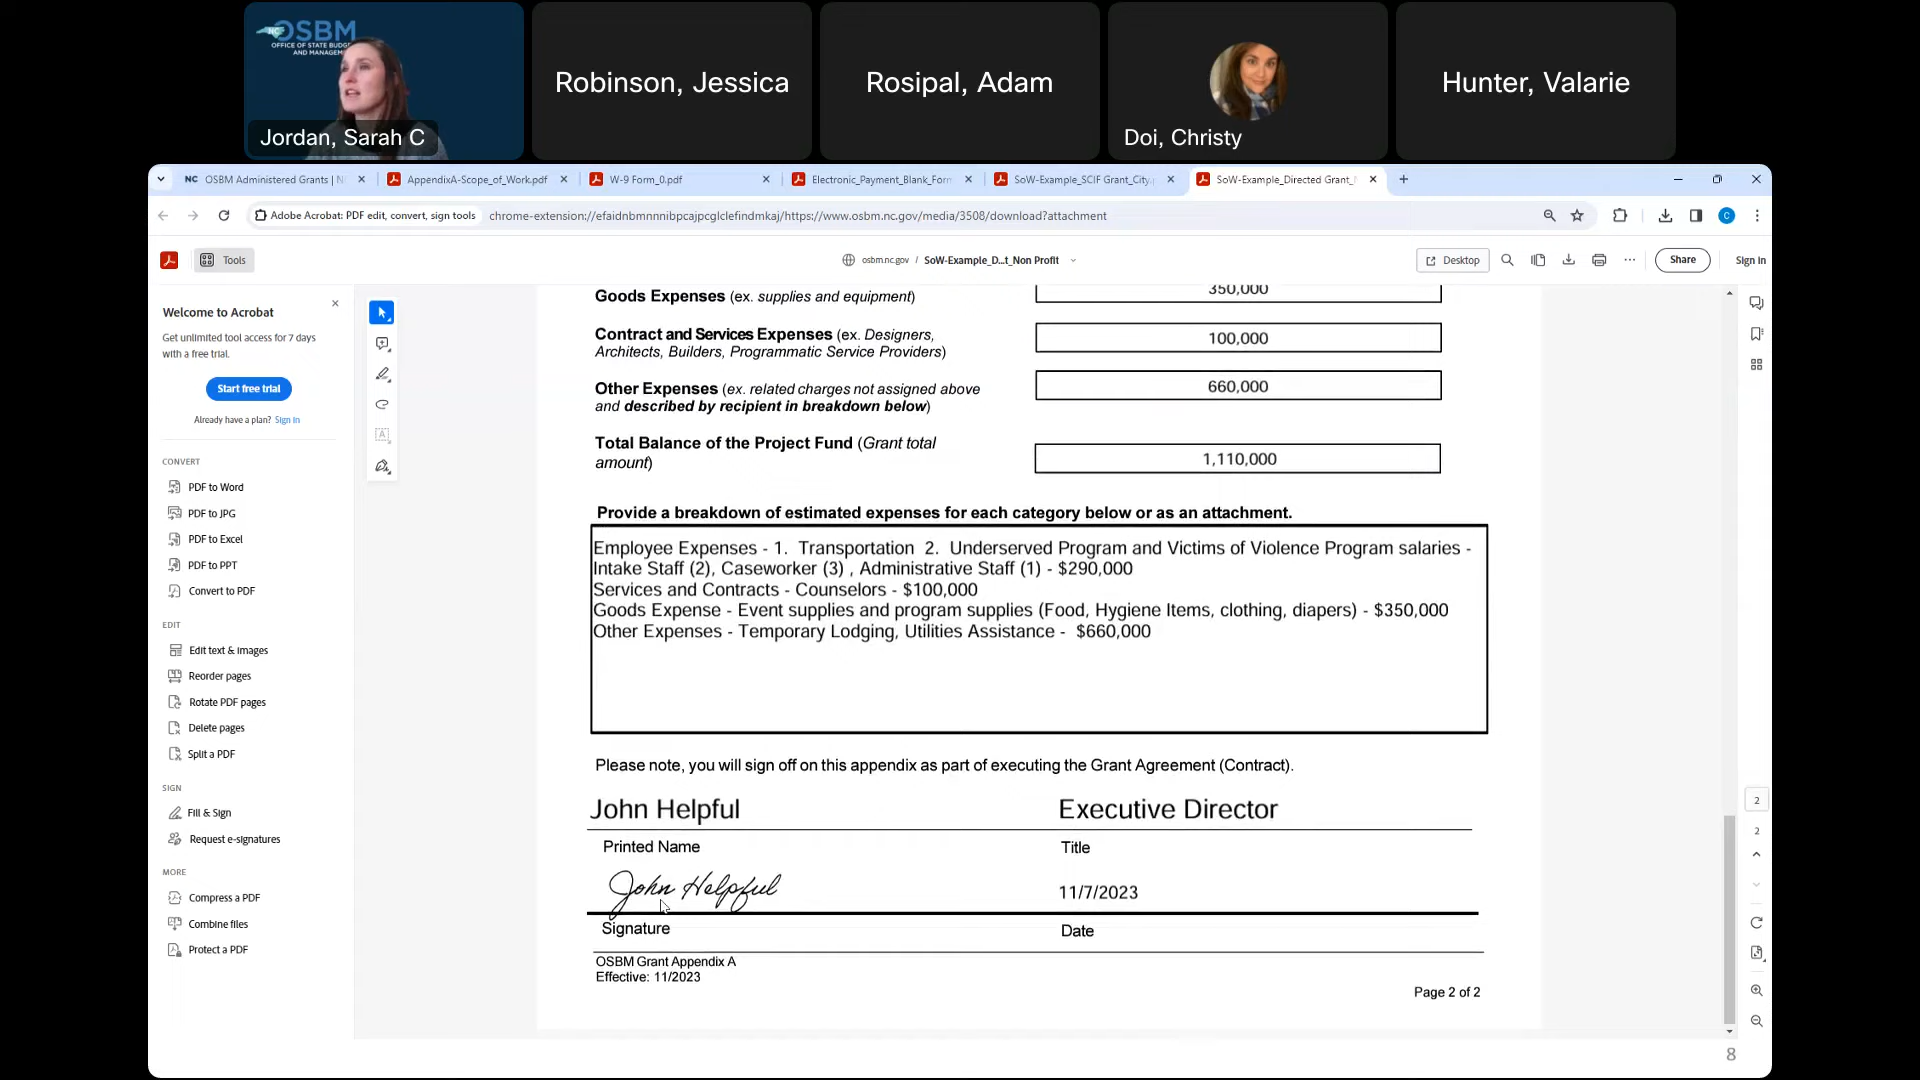 NC OSBM
OFFICE OF STATE BUDGET
AND MANAGEMENT
Jordan, Sarah C
Robinson, Jessica
Rosipal, Adam
Doi, Christy
Hunter, Valarie
NC OSBM Administered Grants | N
AppendixA-Scope_of_Work.pdf
W-9 Form_0.pdf
Electronic_Payment_Blank_Form
SoW-Example_SCIF Grant_City.
SoW-Example_Directed Grant_
Adobe Acrobat: PDF edit, convert, sign tools
chrome-extension://efaidnbmnnnibpcajpcglclefindmkaj/https://www.osbm.nc.gov/media/3508/download?attachment
C
Tools
osbm.nc.gov / SoW-Example_D...t_Non Profit
Desktop
Share
Sign in
Welcome to Acrobat
Get unlimited tool access for 7 days
with a free trial.
Start free trial
Already have a plan? Sign in
CONVERT
PDF to Word
PDF to JPG
PDF to Excel
PDF to PPT
Convert to PDF
EDIT
Edit text & images
Reorder pages
Rotate PDF pages
Delete pages
Split a PDF
SIGN
Fill & Sign
Request e-signatures
MORE
Compress a PDF
Combine files
Protect a PDF
Goods Expenses (ex. supplies and equipment)
350,000
Contract and Services Expenses (ex. Designers,
Architects, Builders, Programmatic Service Providers)
100,000
Other Expenses (ex. related charges not assigned above
and described by recipient in breakdown below)
660,000
Total Balance of the Project Fund (Grant total
amount)
1,110,000
Provide a breakdown of estimated expenses for each category below or as an attachment.
Employee Expenses - 1. Transportation 2. Underserved Program and Victims of Violence Program salaries -
Intake Staff (2), Caseworker (3) , Administrative Staff (1) - $290,000
Services and Contracts - Counselors - $100,000
Goods Expense - Event supplies and program supplies (Food, Hygiene Items, clothing, diapers) - $350,000
Other Expenses - Temporary Lodging, Utilities Assistance - $660,000
Please note, you will sign off on this appendix as part of executing the Grant Agreement (Contract).
John Helpful
Executive Director
Printed Name
Title
John Helpful
11/7/2023
Signature
Date
OSBM Grant Appendix A
Effective: 11/2023
Page 2 of 2
2
2
8